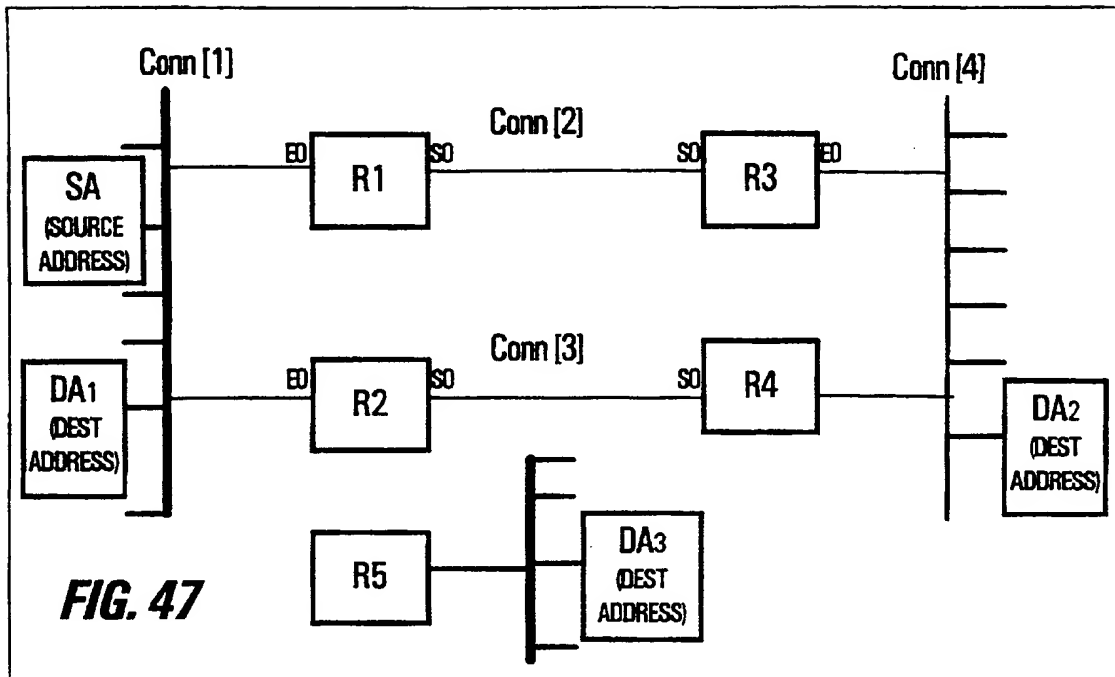 Conn [1]
Conn [4]
Conn [2]
E0
R1
S0
S0
R3
E0
SA
(SOURCE
ADDRESS)
Conn [3]
E0
R2
S0
S0
R4
DA1
(DEST
ADDRESS)
DA2
(DEST
ADDRESS)
R5
DA3
(DEST
ADDRESS)
FIG. 47